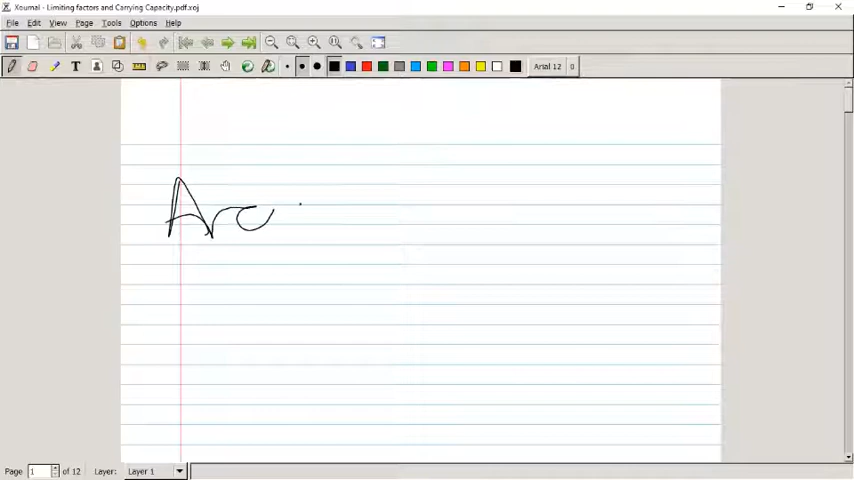 Xournal - Limiting factors and Carrying Capacity.pdf.xoj
File Edit View Page Tools Options Help
Arial 12 0
Arc
Page 1 of 12 Layer: Layer 1